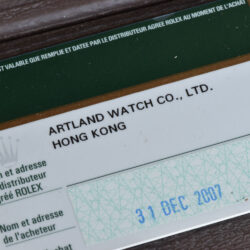 EST VALABLE QUE REMPLIE ET DATEE PAR LE DISTRIBUTEUR AGREE ROLEX AU MOMENT DE L'ACHAT
ARTLAND WATCH CO., LTD.
HONG KONG
Nom et adresse
distributeur
agréé ROLEX
31 DEC 2007
Nom et adresse
de l'acheteur